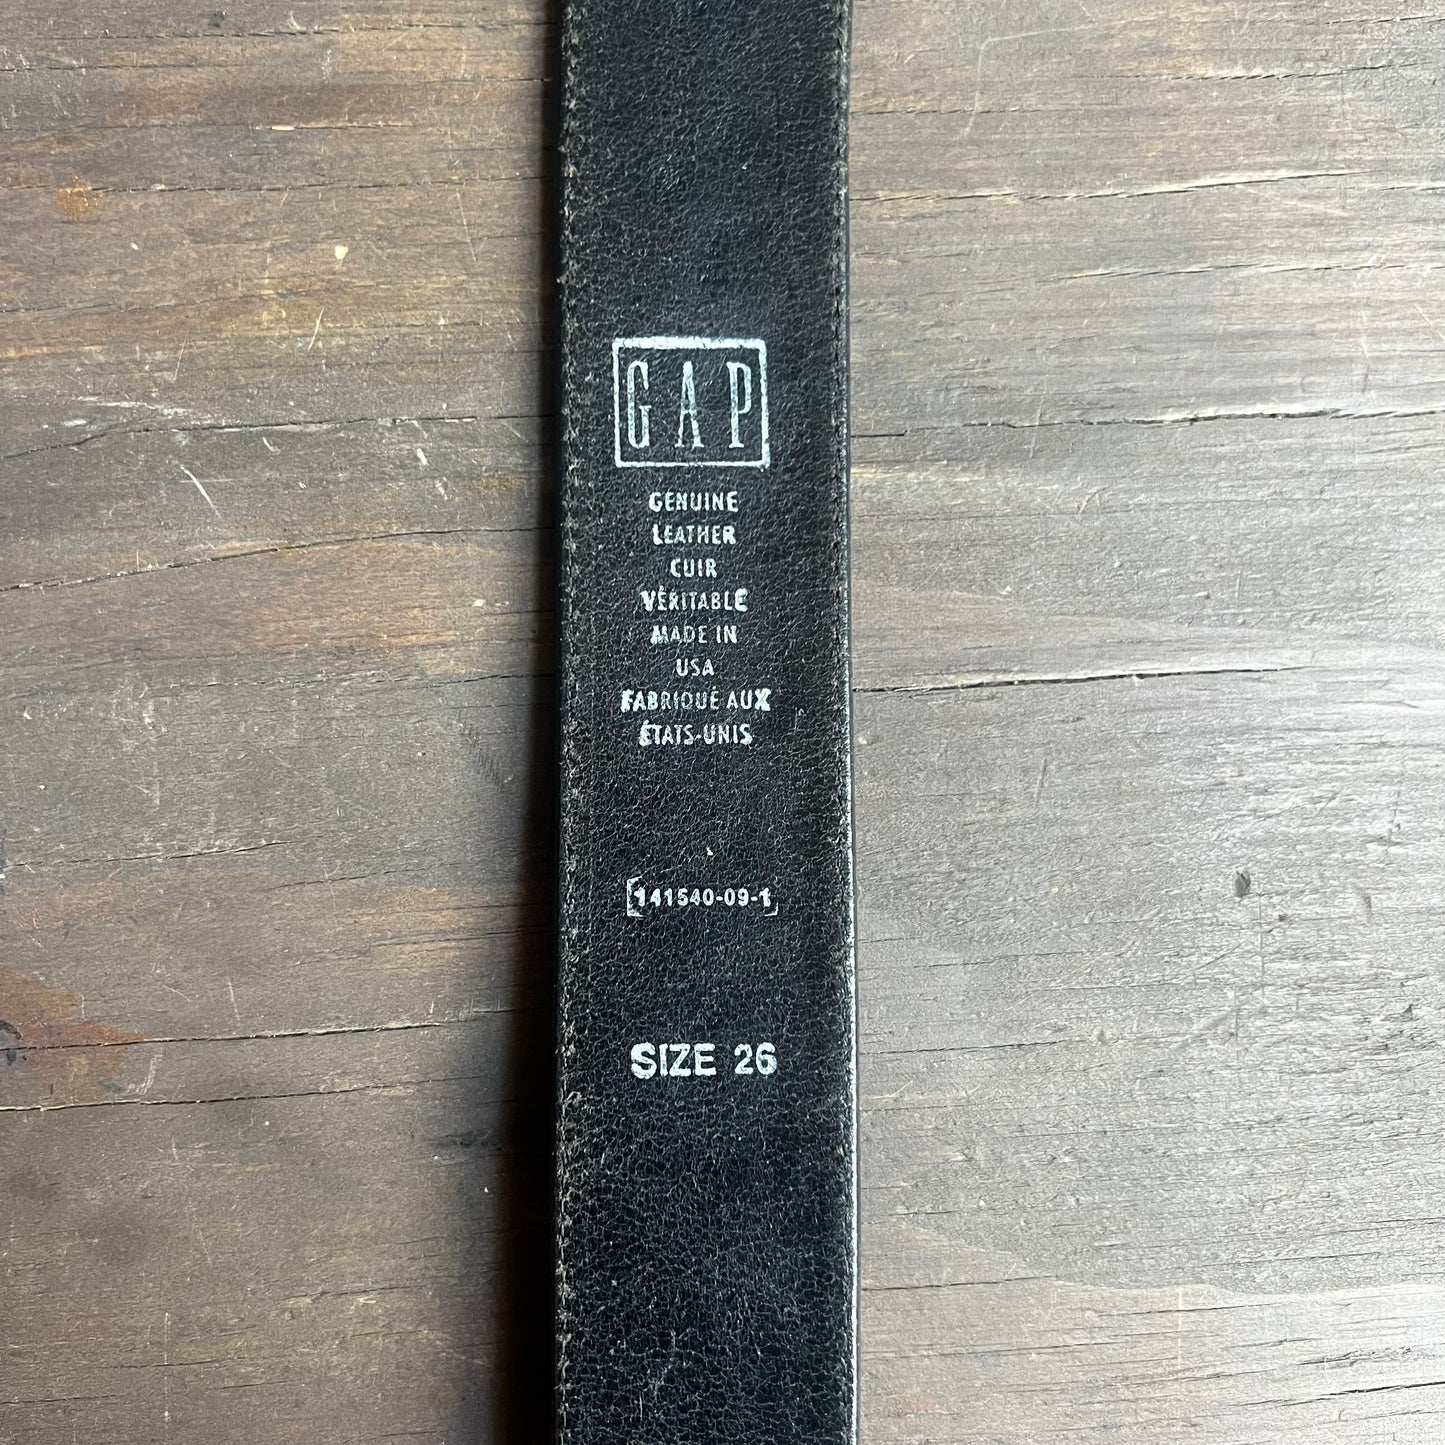 GAP
GENUINE
LEATHER
CUIR
VÉRITABLE
MADE IN
USA
FABRIQUÉ AUX
ÉTATS-UNIS
[141540-09-1]
SIZE 26